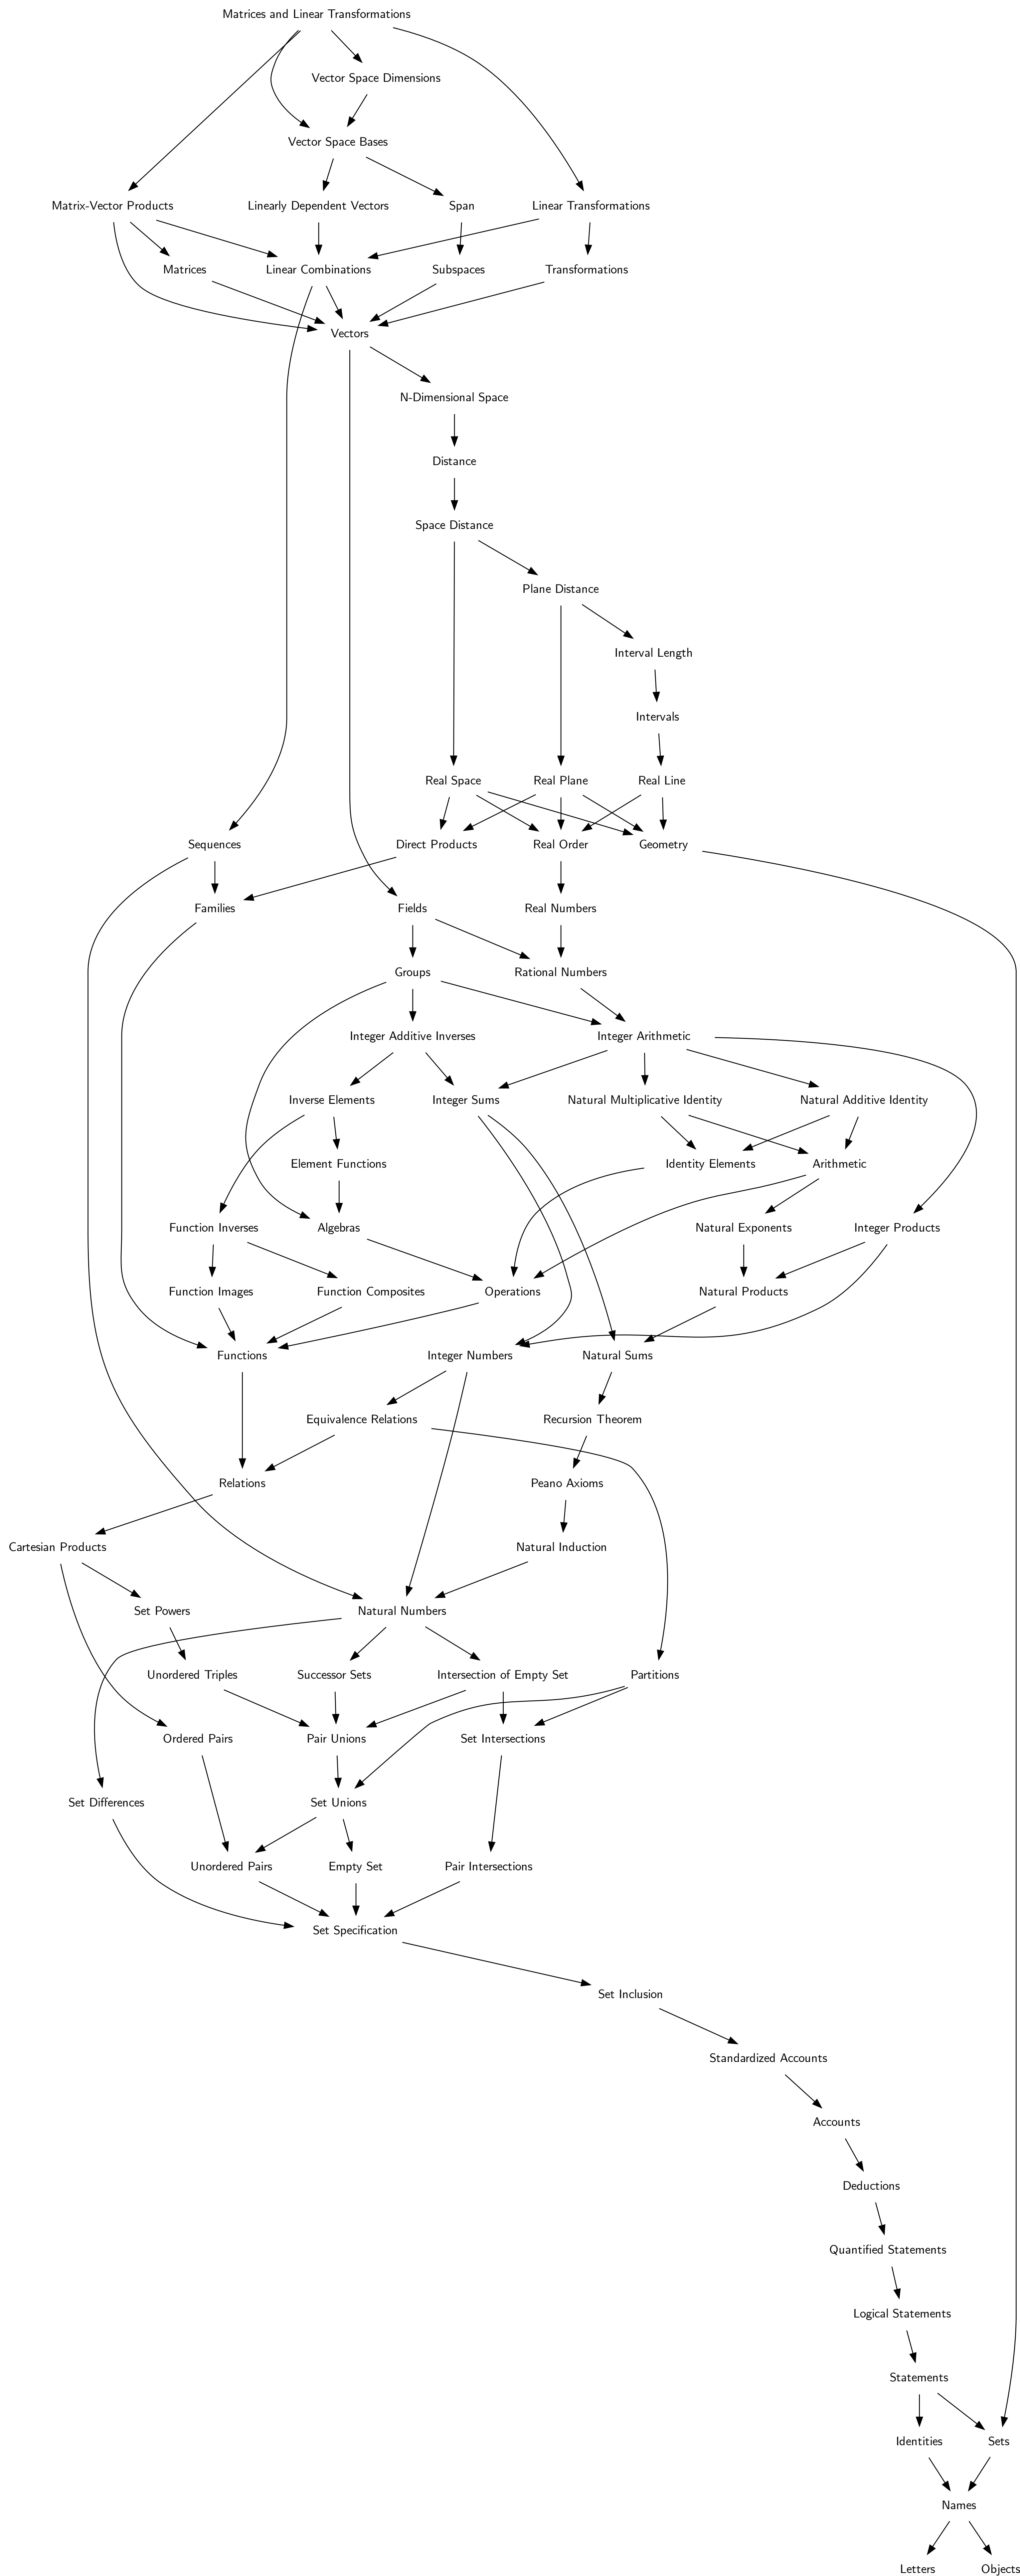 Matrices and Linear Transformations
Vector Space Dimensions
Vector Space Bases
Matrix-Vector Products
Linearly Dependent Vectors
Span
Linear Transformations
Matrices
Linear Combinations
Subspaces
Transformations
Vectors
N-Dimensional Space
Distance
Space Distance
Plane Distance
Interval Length
Intervals
Real Space
Real Plane
Real Line
Sequences
Direct Products
Real Order
Geometry
Families
Fields
Real Numbers
Groups
Rational Numbers
Integer Additive Inverses
Integer Arithmetic
Inverse Elements
Integer Sums
Natural Multiplicative Identity
Natural Additive Identity
Element Functions
Identity Elements
Arithmetic
Function Inverses
Algebras
Natural Exponents
Integer Products
Function Images
Function Composites
Operations
Natural Products
Functions
Integer Numbers
Natural Sums
Equivalence Relations
Recursion Theorem
Relations
Peano Axioms
Cartesian Products
Natural Induction
Set Powers
Natural Numbers
Unordered Triples
Successor Sets
Intersection of Empty Set
Partitions
Ordered Pairs
Pair Unions
Set Intersections
Set Differences
Set Unions
Unordered Pairs
Empty Set
Pair Intersections
Set Specification
Set Inclusion
Standardized Accounts
Accounts
Deductions
Quantified Statements
Logical Statements
Statements
Identities
Sets
Names
Letters
Objects